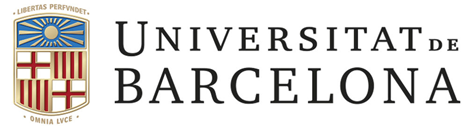 · LIBERTAS PERFVNDET ·
UNIVERSITAT DE
BARCELONA
· OMNIA LVCE ·